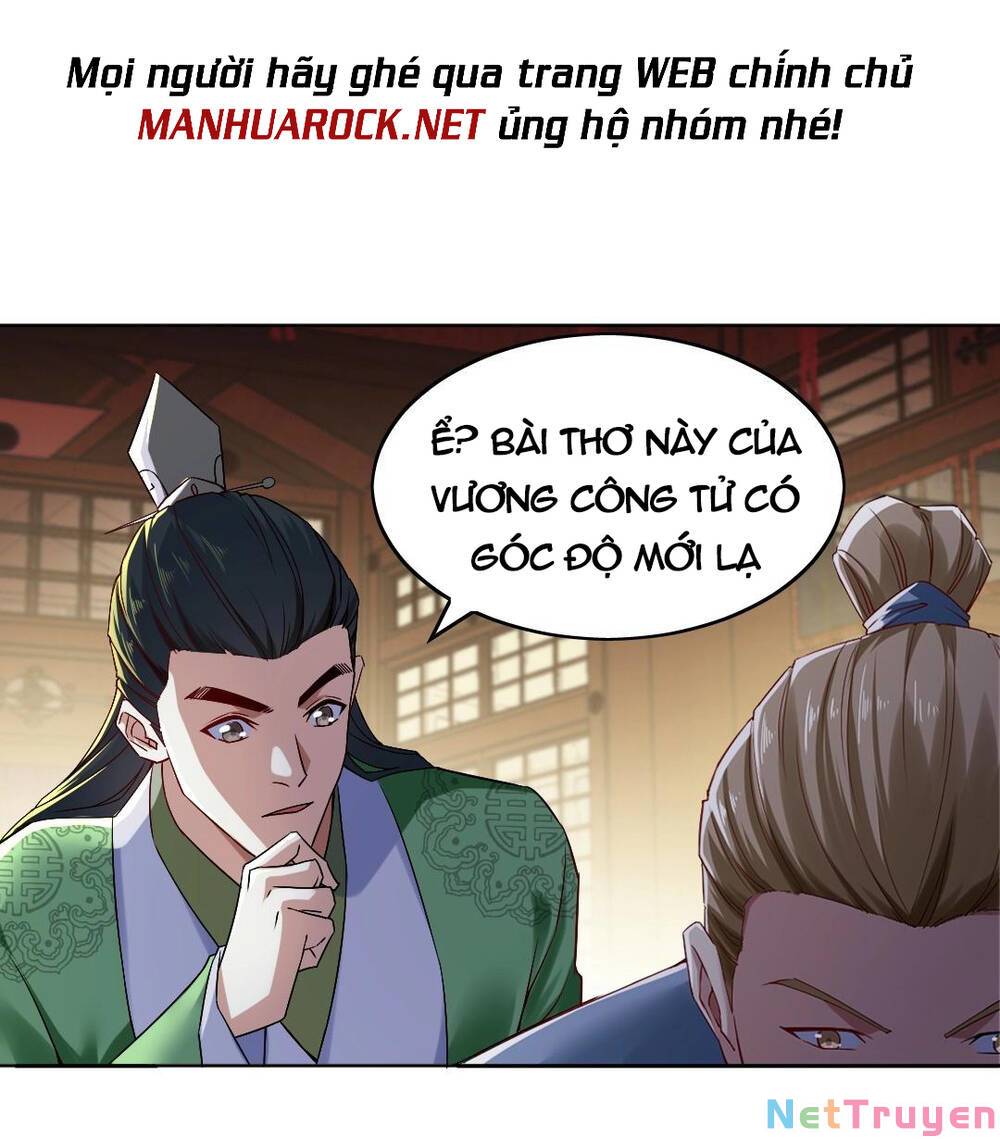 Mọi người hãy ghé qua trang WEB chính chủ
MANHUAROCK.NET ủng hộ nhóm nhé!
Ể? BÀI THƠ NÀY CỦA
VƯƠNG CÔNG TỬ CÓ
GÓC ĐỘ MỚI LẠ
NetTruyen